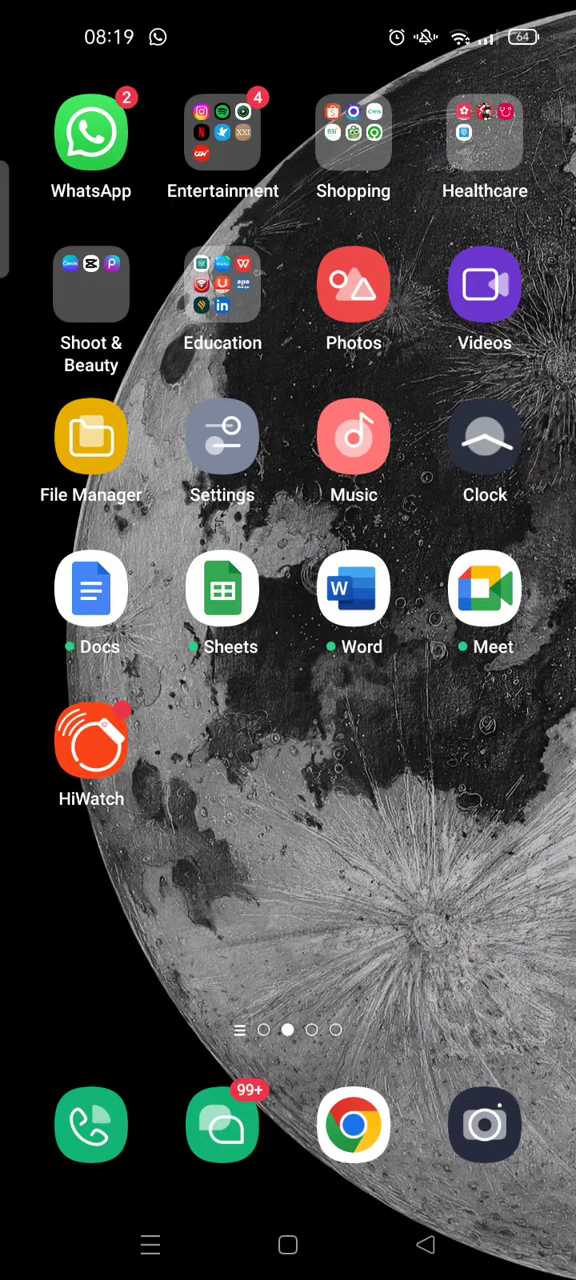 08:19
64
2
4
WhatsApp
Entertainment
Shopping
Healthcare
Shoot &
Beauty
Education
Photos
Videos
File Manager
Settings
Music
Clock
Docs
Sheets
Word
Meet
HiWatch
99+